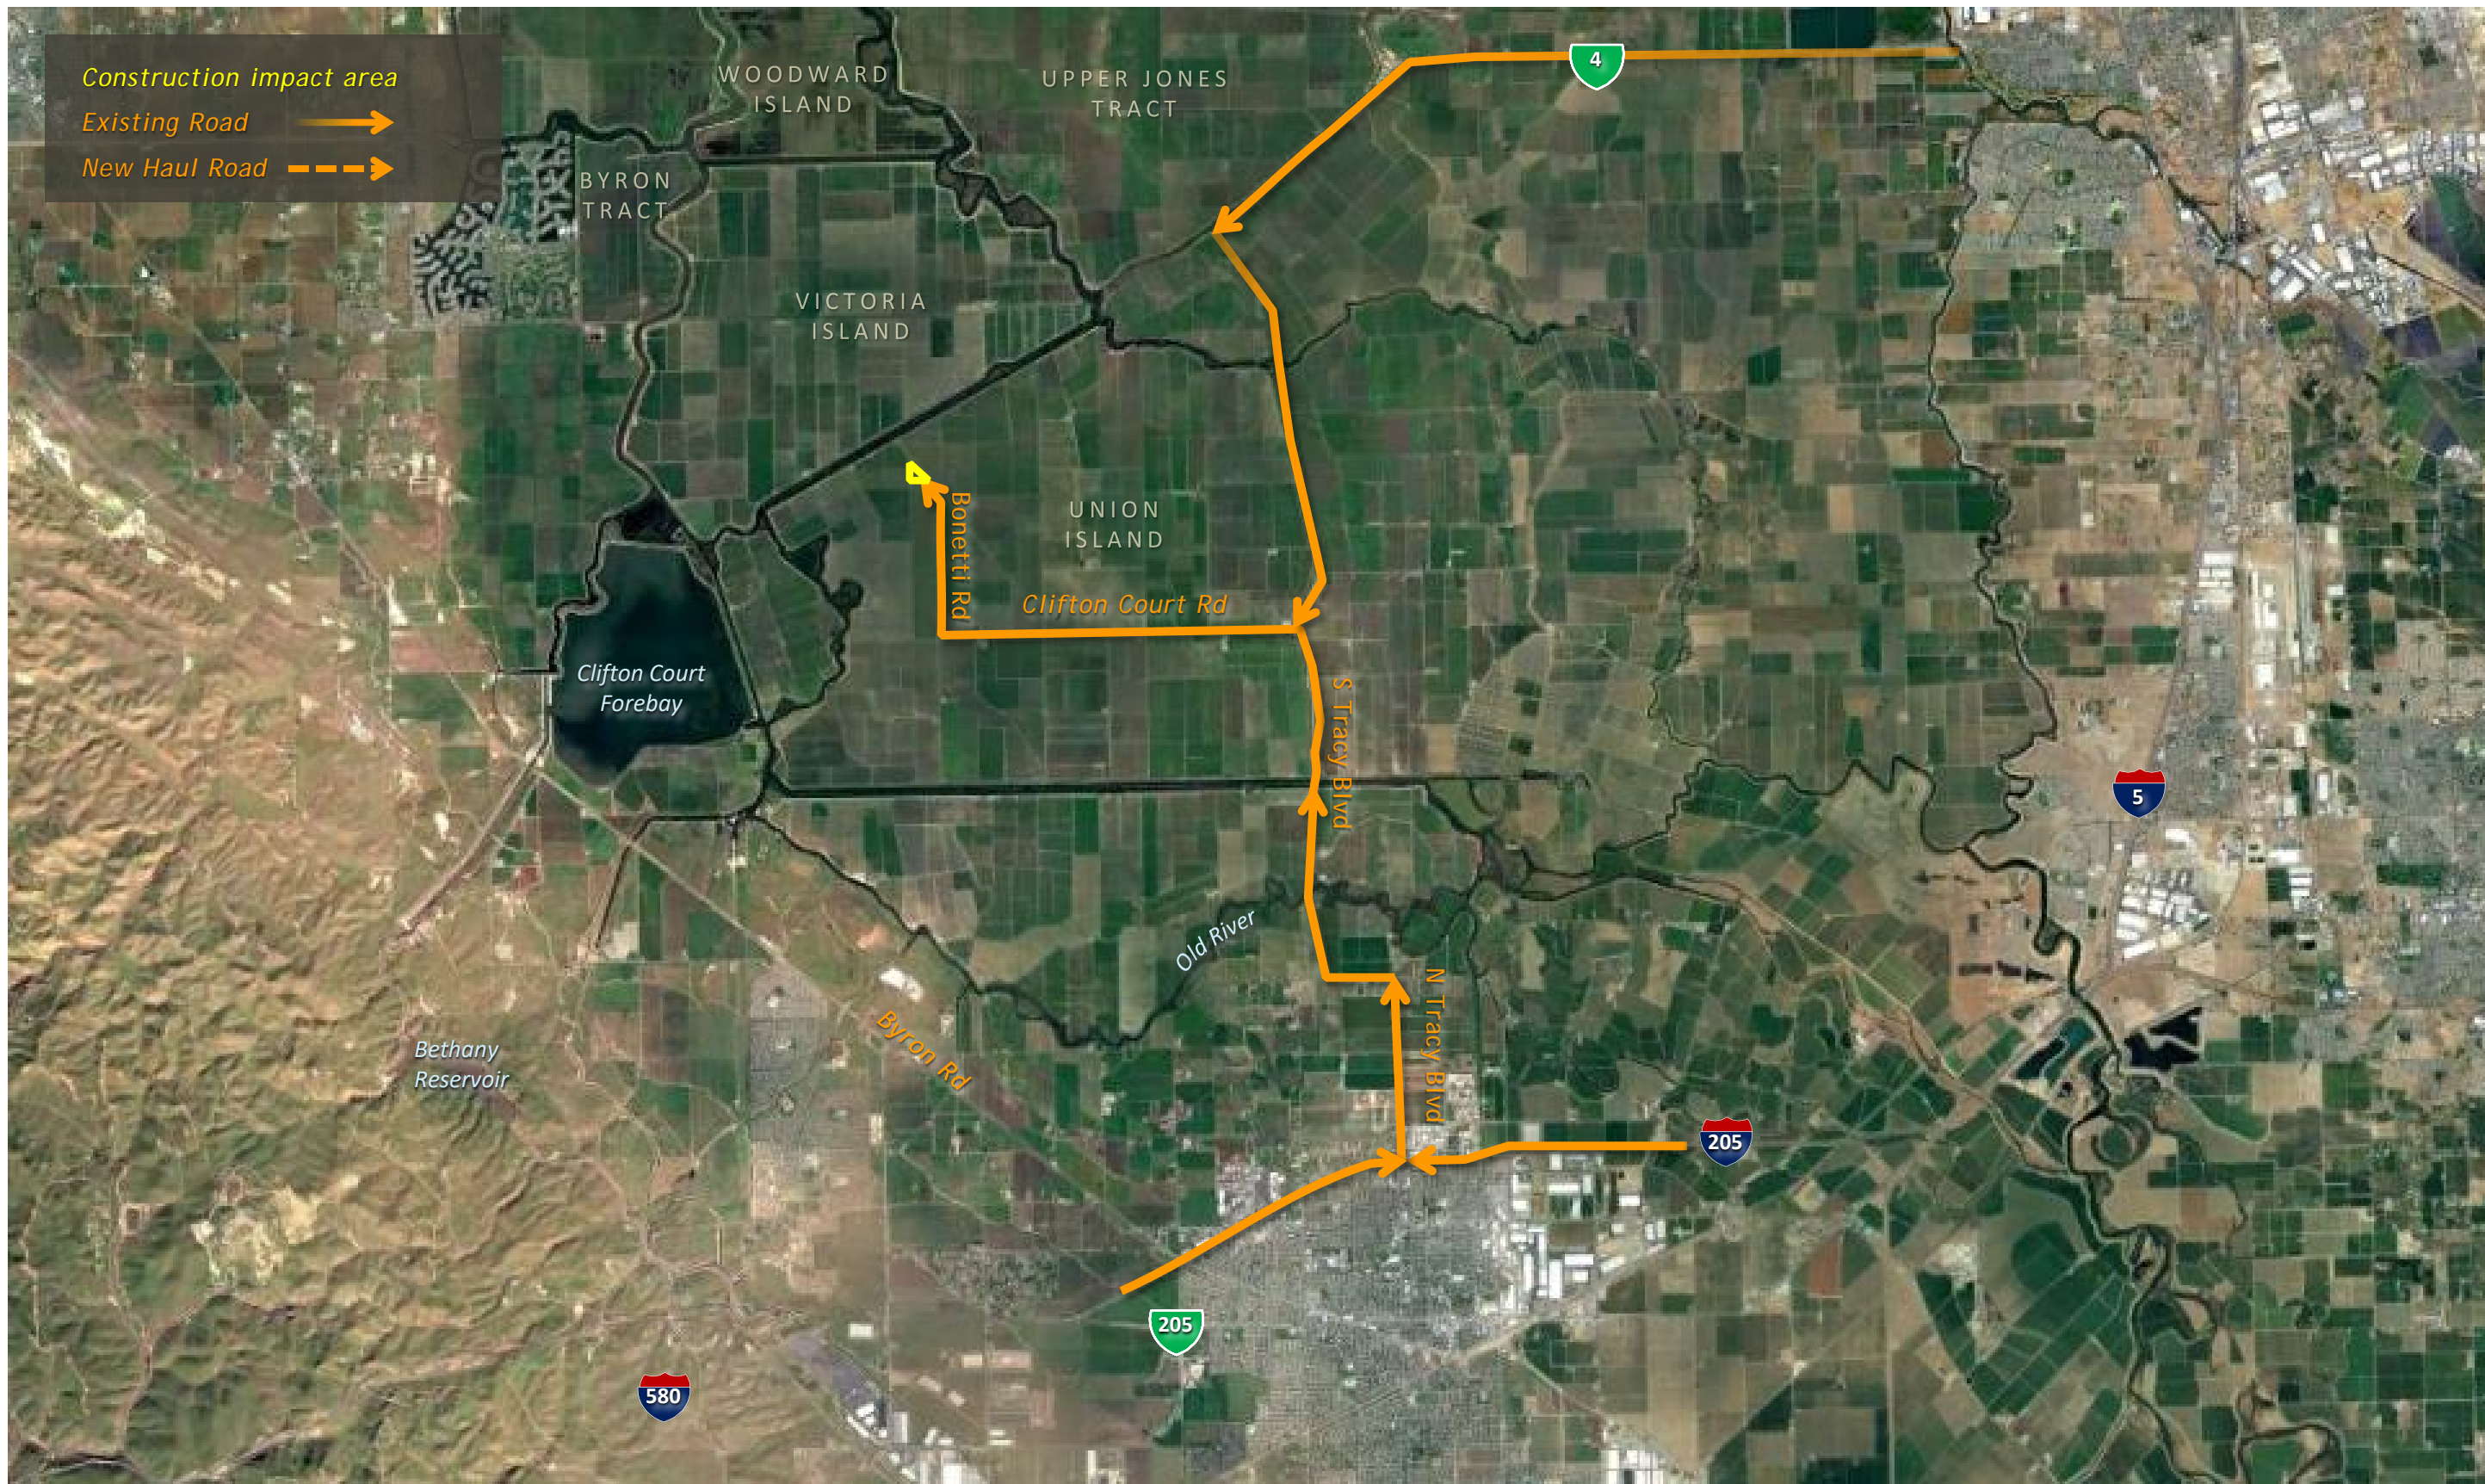 Construction impact area
Existing Road
New Haul Road
WOODWARD
ISLAND
UPPER JONES
TRACT
4
BYRON
TRACT
VICTORIA
ISLAND
Bonetti Rd
UNION
ISLAND
Clifton Court Rd
Clifton Court
Forebay
S Tracy Blvd
5
Old River
N Tracy Blvd
Byron Rd
Bethany
Reservoir
205
205
580